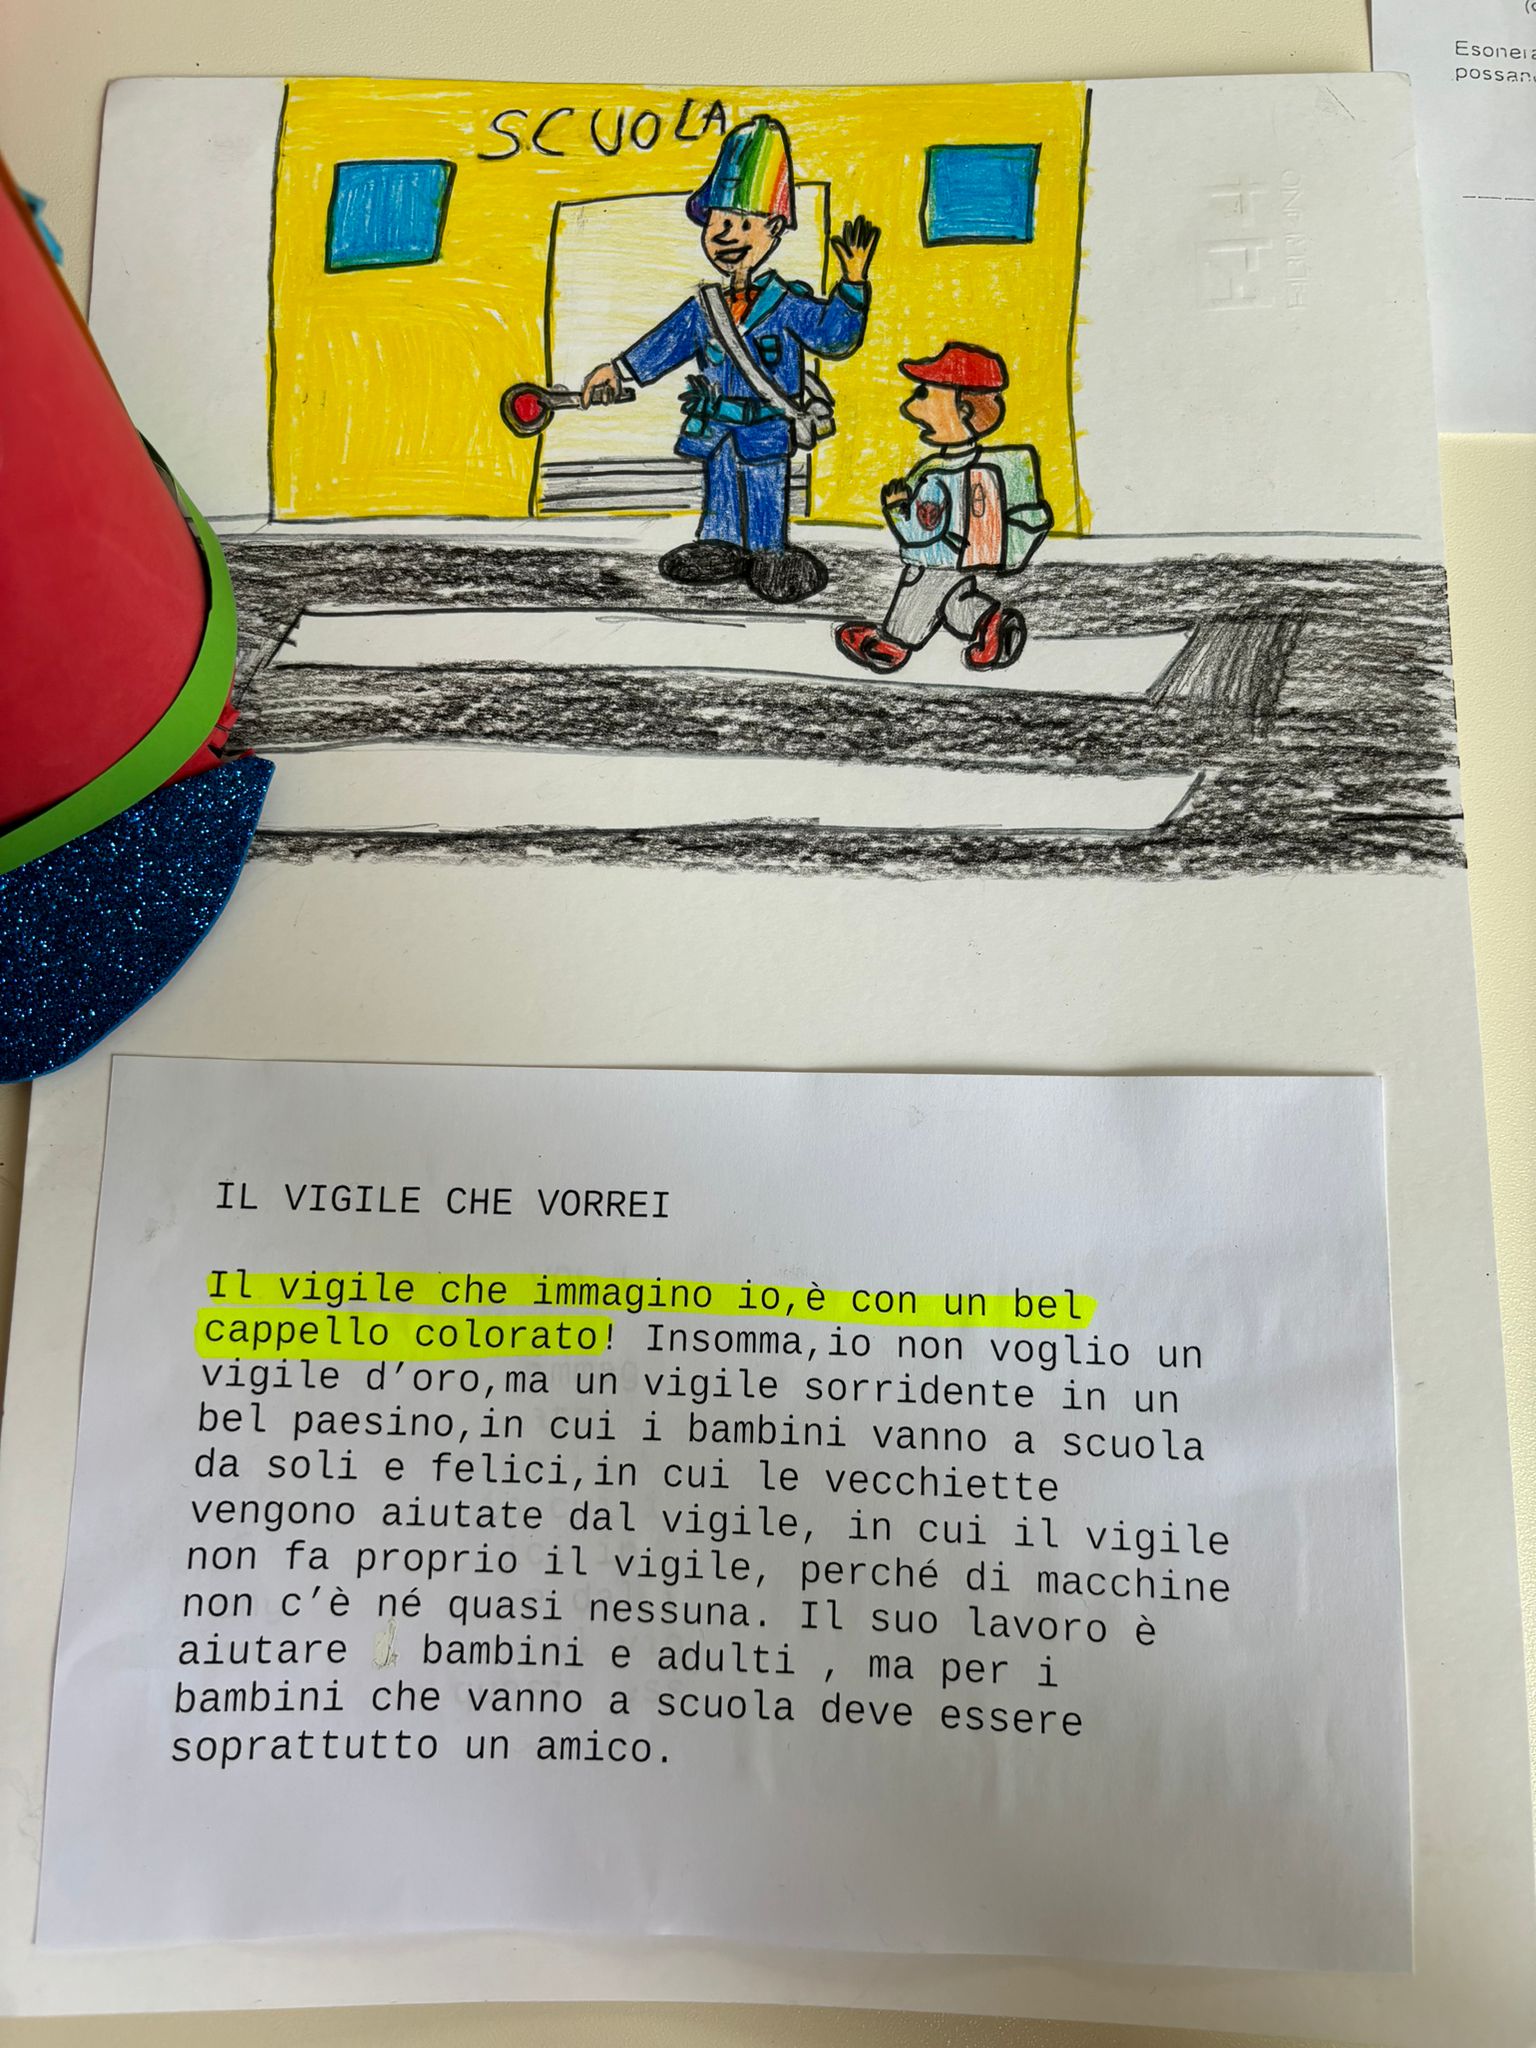 Esonera
possano
SCUOLA
FABRIANO
IL VIGILE CHE VORREI
Il vigile che immagino io,è con un bel
cappello colorato! Insomma,io non voglio un
vigile d’oro,ma un vigile sorridente in un
bel paesino,in cui i bambini vanno a scuola
da soli e felici,in cui le vecchiette
vengono aiutate dal vigile, in cui il vigile
non fa proprio il vigile, perché di macchine
non c’è né quasi nessuna. Il suo lavoro è
aiutare bambini e adulti , ma per i
bambini che vanno a scuola deve essere
soprattutto un amico.